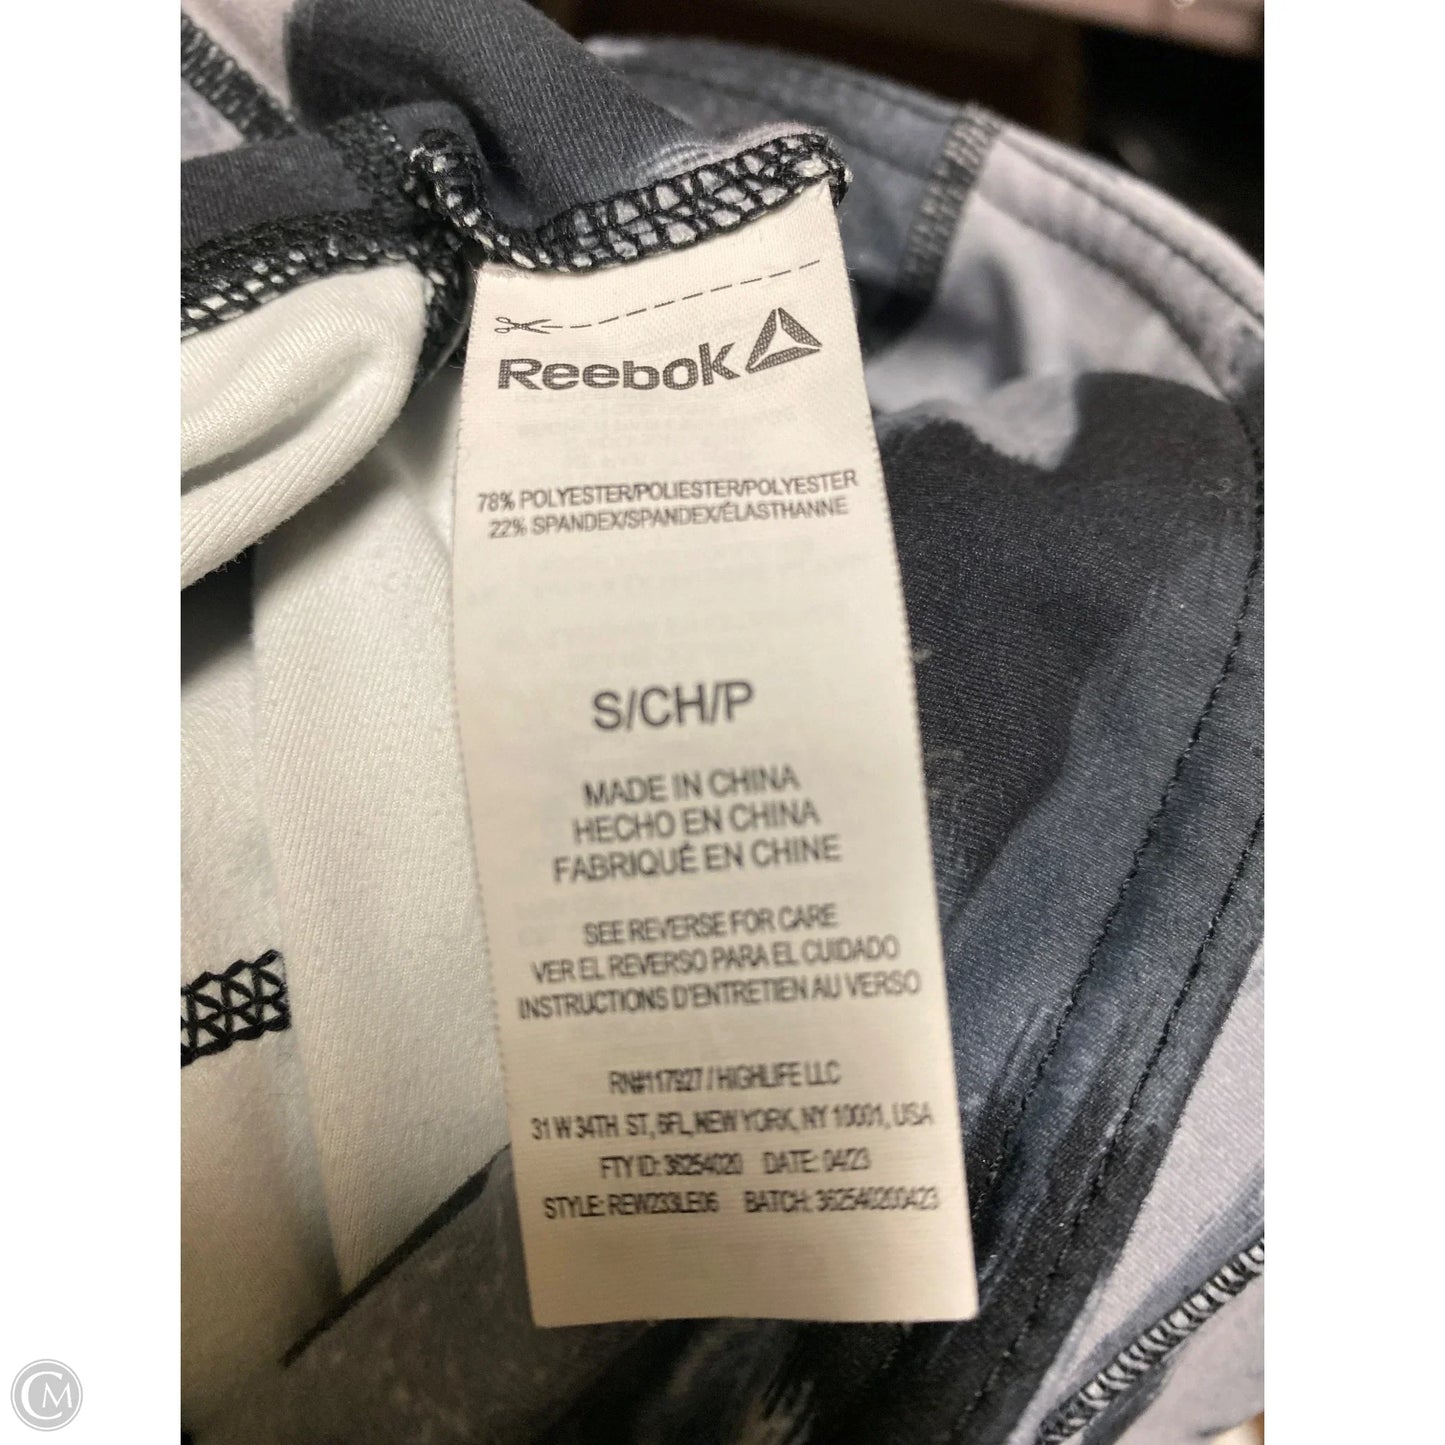 Reebok
78% POLYESTER/POLIESTER/POLYESTER
22% SPANDEX/SPANDEX/ÉLASTHANNE
S/CH/P
MADE IN CHINA
HECHO EN CHINA
FABRIQUÉ EN CHINE
SEE REVERSE FOR CARE
VER EL REVERSO PARA EL CUIDADO
INSTRUCTIONS D'ENTRETIEN AU VERSO
RN#117927 / HIGHLIFE LLC
31 W 34TH ST, 6FL, NEW YORK, NY 10001, USA
FTY ID: 36254020 DATE: 04/23
STYLE: REW233LE06 BATCH: 362540200423
CM